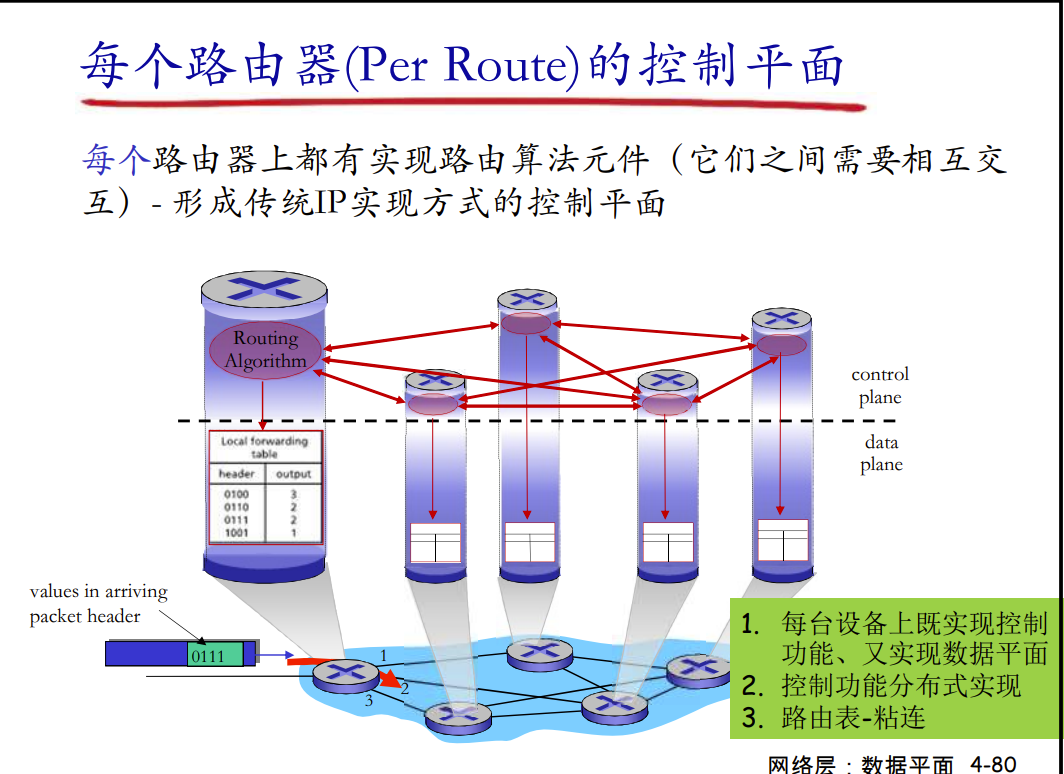 每个路由器(Per Route)的控制平面
每个路由器上都有实现路由算法元件（它们之间需要相互交
互）- 形成传统IP实现方式的控制平面
Routing
Algorithm
control
plane
data
plane
Local forwarding
table
header output
0100 3
0110 2
0111 2
1001 1
values in arriving
packet header
0111
1
2
3
1. 每台设备上既实现控制
功能、又实现数据平面
2. 控制功能分布式实现
3. 路由表-粘连
网络层：数据平面 4-80